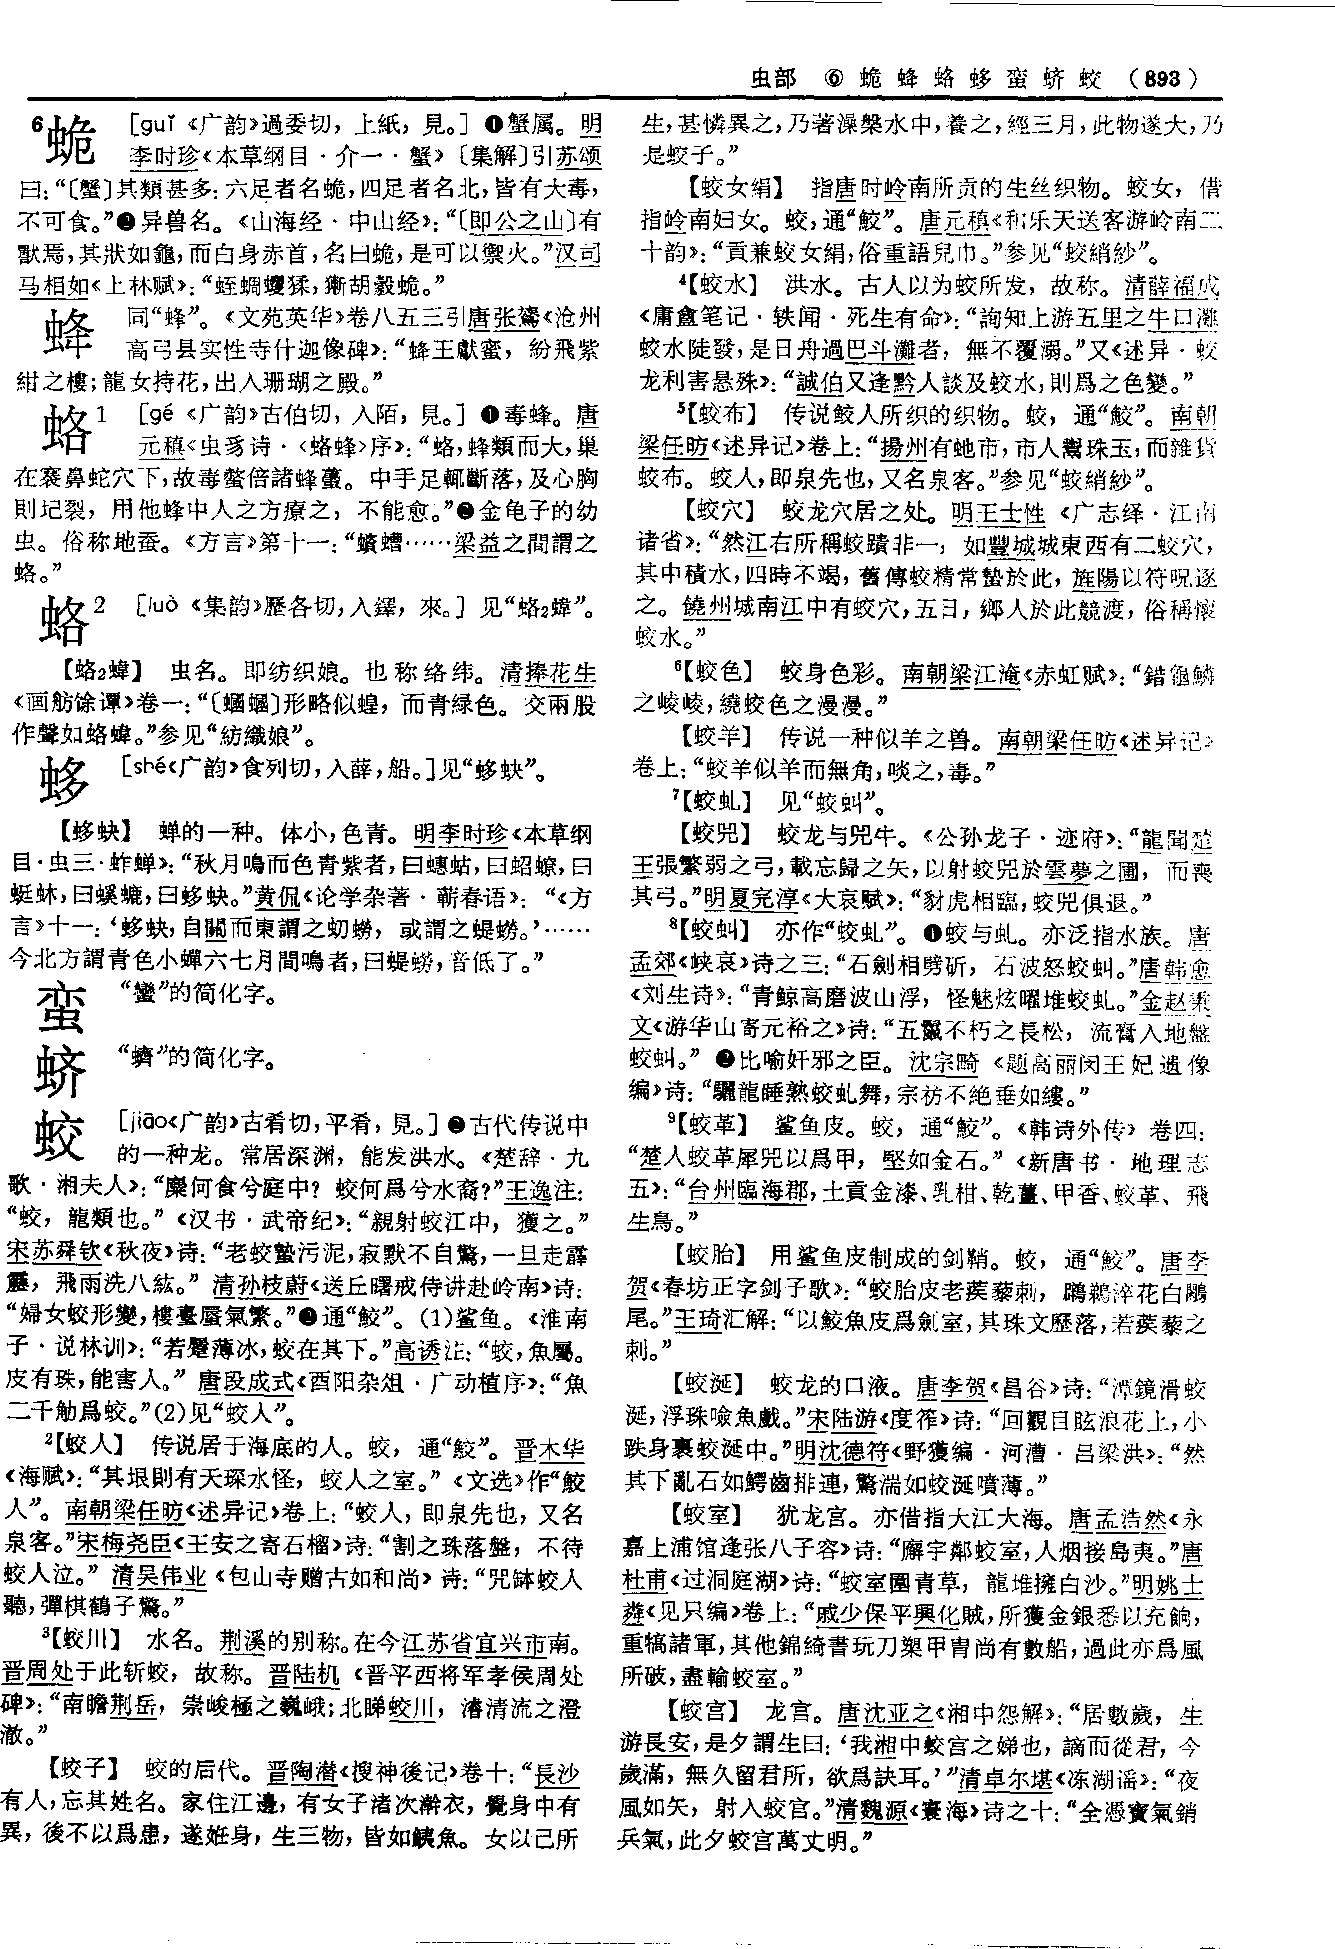 虫部 ⑥ 蛫 蜂 蛒 蛥 蛮 蛴 蛟 (893)
6蛫 [guǐ《广韵》過委切，上紙，見。] ❶蟹属。明
李时珍《本草纲目·介一·蟹》〔集解〕引苏颂
曰：“〔蟹〕其類甚多：六足者名蛫，四足者名北，皆有大毒，
不可食。”❷异兽名。《山海经·中山经》：“〔即公之山〕有
獸焉，其狀如龜，而白身赤首，名曰蛫，是可以禦火。”汉司
马相如《上林赋》：“蛭蜩蠼猱，獑胡豰蛫。”
同“蜂”。《文苑英华》卷八五三引唐张鷟《沧州
高弓县实性寺什迦像碑》：“蜂王獻蜜，紛飛紫
紺之樓；龍女持花，出入珊瑚之殿。”
蛒1 [gé《广韵》古伯切，入陌，見。] ❶毒蜂。唐
元稹《虫豸诗·〈蛒蜂〉序》：“蛒，蜂類而大，巢
在褒鼻蛇穴下，故毒螫倍諸蜂蠆。中手足輒斷落，及心胸
則圮裂，用他蜂中人之方療之，不能愈。”❷金龟子的幼
虫。俗称地蚕。《方言》第十一：“蠀螬……梁益之間謂之
蛒。”
蛒2 [luò《集韵》歷各切，入鐸，來。] 见“蛒2蟑”。
【蛒2蟑】 虫名。即纺织娘。也称络纬。清捧花生
《画舫馀谭》卷一：“〔蟈蟈〕形略似蝗，而青緑色。交兩股
作聲如蛒蟑。”参见“紡織娘”。
蛥 [shé《广韵》食列切，入薛，船。]见“蛥蚗”。
【蛥蚗】 蝉的一种。体小，色青。明李时珍《本草纲
目·虫三·蚱蝉》：“秋月鳴而色青紫者，曰蟪蛄，曰蛁蟟，曰
蜓蚞，曰螇螰，曰蛥蚗。”黄侃《论学杂著·蕲春语》：“《方
言》十一：‘蛥蚗，自關而東謂之虭蟧，或謂之蝭蟧。’……
今北方謂青色小蟬六七月間鳴者，曰蝭蟧，音低了。”
蛮 “蠻”的简化字。
蛴 “蠐”的简化字。
蛟 [jiāo《广韵》古肴切，平肴，見。] ❶古代传说中
的一种龙。常居深渊，能发洪水。《楚辞·九
歌·湘夫人》：“麋何食兮庭中？蛟何爲兮水裔？”王逸注：
“蛟，龍類也。”《汉书·武帝纪》：“親射蛟江中，獲之。”
宋苏舜钦《秋夜》诗：“老蛟蟄污泥，寂默不自驚，一旦走霹
靂，飛雨洗八紘。”清孙枝蔚《送丘曙戒侍讲赴岭南》诗：
“婦女蛟形變，樓臺蜃氣繁。”❷通“鮫”。(1)鲨鱼。《淮南
子·说林训》：“若蹷薄冰，蛟在其下。”高诱注：“蛟，魚屬。
皮有珠，能害人。”唐段成式《酉阳杂俎·广动植序》：“魚
二千觔爲蛟。”(2)见“蛟人”。
2【蛟人】 传说居于海底的人。蛟，通“鮫”。晋木华
《海赋》：“其垠則有天琛水怪，蛟人之室。”《文选》作“鮫
人”。南朝梁任昉《述异记》卷上：“蛟人，即泉先也，又名
泉客。”宋梅尧臣《王安之寄石榴》诗：“割之珠落盤，不待
蛟人泣。”清吴伟业《包山寺赠古如和尚》诗：“咒缽蛟人
聽，彈棋鶴子驚。”
3【蛟川】 水名。荆溪的别称。在今江苏省宜兴市南。
晋周处于此斩蛟，故称。晋陆机《晋平西将军孝侯周处
碑》：“南瞻荆岳，崇峻極之巍峨；北睇蛟川，濬清流之澄
澈。”
【蛟子】 蛟的后代。晋陶潜《搜神後记》卷十：“長沙
有人，忘其姓名。家住江邊，有女子渚次澣衣，覺身中有
異，後不以爲患，遂妊身，生三物，皆如鮧魚。女以己所
生，甚憐異之，乃著澡槃水中，養之，經三月，此物遂大，乃
是蛟子。”
【蛟女絹】 指唐时岭南所贡的生丝织物。蛟女，借
指岭南妇女。蛟，通“鮫”。唐元稹《和乐天送客游岭南二
十韵》：“貢兼蛟女絹，俗重語兒巾。”参见“蛟綃紗”。
4【蛟水】 洪水。古人以为蛟所发，故称。清薛福成
《庸盦笔记·轶闻·死生有命》：“詢知上游五里之牛口灘
蛟水陡發，是日舟過巴斗灘者，無不覆溺。”又《述异·蛟
龙利害悬殊》：“誠伯又逢黔人談及蛟水，則爲之色變。”
5【蛟布】 传说鲛人所织的织物。蛟，通“鮫”。南朝
梁任昉《述异记》卷上：“揚州有虵市，市人鬻珠玉，而雜貨
蛟布。蛟人，即泉先也，又名泉客。”参见“蛟綃紗”。
【蛟穴】 蛟龙穴居之处。明王士性《广志绎·江南
诸省》：“然江右所稱蛟蹟非一，如豐城城東西有二蛟穴，
其中積水，四時不竭，舊傳蛟精常蟄於此，旌陽以符呪逐
之。饒州城南江中有蛟穴，五日，鄉人於此競渡，俗稱懷
蛟水。”
6【蛟色】 蛟身色彩。南朝梁江淹《赤虹赋》：“錯龜鱗
之崚崚，繞蛟色之漫漫。”
【蛟羊】 传说一种似羊之兽。南朝梁任昉《述异记》
卷上：“蛟羊似羊而無角，啖之，毒。”
7【蛟虬】 见“蛟虯”。
【蛟兕】 蛟龙与兕牛。《公孙龙子·迹府》：“龍聞楚
王張繁弱之弓，載忘歸之矢，以射蛟兕於雲夢之圃，而喪
其弓。”明夏完淳《大哀赋》：“豺虎相臨，蛟兕俱退。”
8【蛟虯】 亦作“蛟虬”。❶蛟与虬。亦泛指水族。唐
孟郊《峡哀》诗之三：“石劍相劈斫，石波怒蛟虯。”唐韩愈
《刘生诗》：“青鯨高磨波山浮，怪魅炫曜堆蛟虬。”金赵秉
文《游华山寄元裕之》诗：“五鬣不朽之長松，流膏入地盤
蛟虯。”❷比喻奸邪之臣。沈宗畸《题高丽闵王妃遗像
编》诗：“驪龍睡熟蛟虬舞，宗祊不絶垂如縷。”
9【蛟革】 鲨鱼皮。蛟，通“鮫”。《韩诗外传》卷四：
“楚人蛟革犀兕以爲甲，堅如金石。”《新唐书·地理志
五》：“台州臨海郡，土貢金漆、乳柑、乾薑、甲香、蛟革、飛
生鳥。”
【蛟胎】 用鲨鱼皮制成的剑鞘。蛟，通“鮫”。唐李
贺《春坊正字剑子歌》：“蛟胎皮老蒺藜刺，鸊鵜淬花白鷴
尾。”王琦汇解：“以鮫魚皮爲劍室，其珠文歷落，若蒺藜之
刺。”
【蛟涎】 蛟龙的口液。唐李贺《昌谷》诗：“潭鏡滑蛟
涎，浮珠噞魚戲。”宋陆游《度筰》诗：“回觀目眩浪花上，小
跌身裹蛟涎中。”明沈德符《野獲编·河漕·吕梁洪》：“然
其下亂石如鰐齒排連，驚湍如蛟涎噴薄。”
【蛟室】 犹龙宫。亦借指大江大海。唐孟浩然《永
嘉上浦馆逢张八子容》诗：“廨宇鄰蛟室，人烟接島夷。”唐
杜甫《过洞庭湖》诗：“蛟室圍青草，龍堆擁白沙。”明姚士
粦《见只编》卷上：“戚少保平興化賊，所獲金銀悉以充餉，
重犒諸軍，其他錦綺書玩刀槊甲冑尚有數船，過此亦爲風
所破，盡輸蛟室。”
【蛟宫】 龙宫。唐沈亚之《湘中怨解》：“居數歲，生
游長安，是夕謂生曰：‘我湘中蛟宫之娣也，謫而從君，今
歲滿，無久留君所，欲爲訣耳。’”清卓尔堪《冻湖谣》：“夜
風如矢，射入蛟宫。”清魏源《寰海》诗之十：“全憑寳氣銷
兵氣，此夕蛟宫萬丈明。”